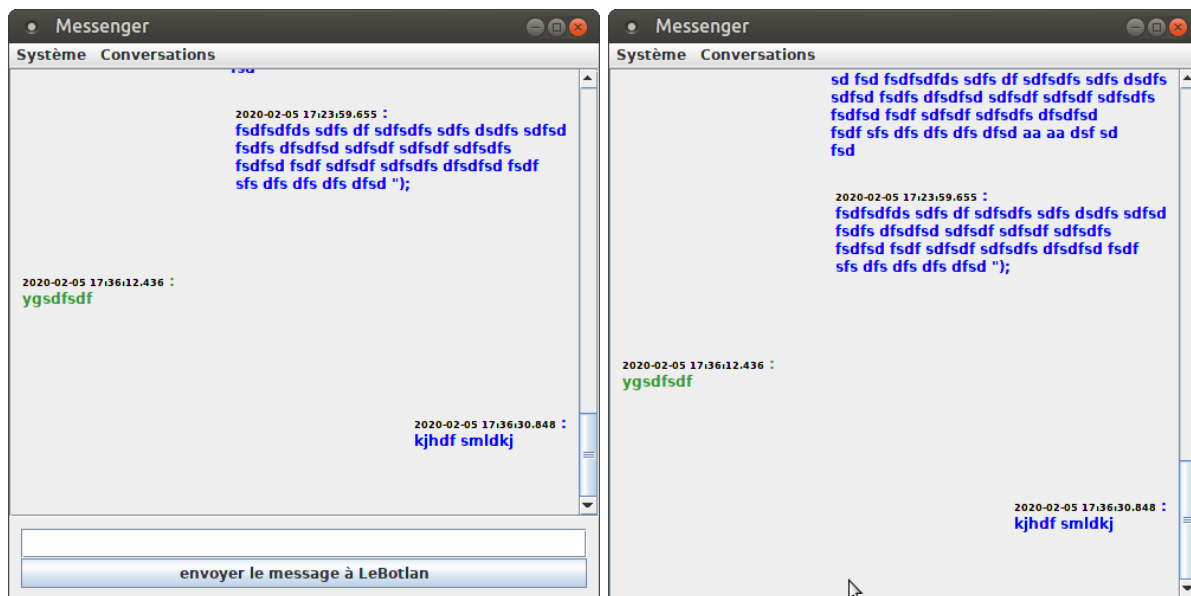 Messenger
Système Conversations
fsd
2020-02-05 17:23:59.655 :
fsdfsdfds sdfs df sdfsdfs sdfs dsdfs sdfsd
fsdfs dfsdfsd sdfsdf sdfsdf sdfsdfs
fsdfsd fsdf sdfsdf sdfsdfs dfsdfsd fsdf
sfs dfs dfs dfs dfsd ");
2020-02-05 17:36:12.436 :
ygsdfsdf
2020-02-05 17:36:30.848 :
kjhdf smldkj
envoyer le message à LeBotlan
Messenger
Système Conversations
sd fsd fsdfsdfds sdfs df sdfsdfs sdfs dsdfs
sdfsd fsdfs dfsdfsd sdfsdf sdfsdf sdfsdfs
fsdfsd fsdf sdfsdf sdfsdfs dfsdfsd
fsdf sfs dfs dfs dfs dfsd aa aa dsf sd
fsd
2020-02-05 17:23:59.655 :
fsdfsdfds sdfs df sdfsdfs sdfs dsdfs sdfsd
fsdfs dfsdfsd sdfsdf sdfsdf sdfsdfs
fsdfsd fsdf sdfsdf sdfsdfs dfsdfsd fsdf
sfs dfs dfs dfs dfsd ");
2020-02-05 17:36:12.436 :
ygsdfsdf
2020-02-05 17:36:30.848 :
kjhdf smldkj